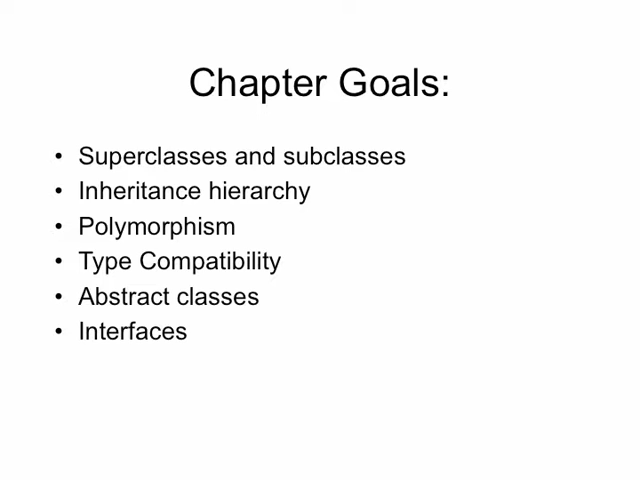 Chapter Goals:
• Superclasses and subclasses
• Inheritance hierarchy
• Polymorphism
• Type Compatibility
• Abstract classes
• Interfaces